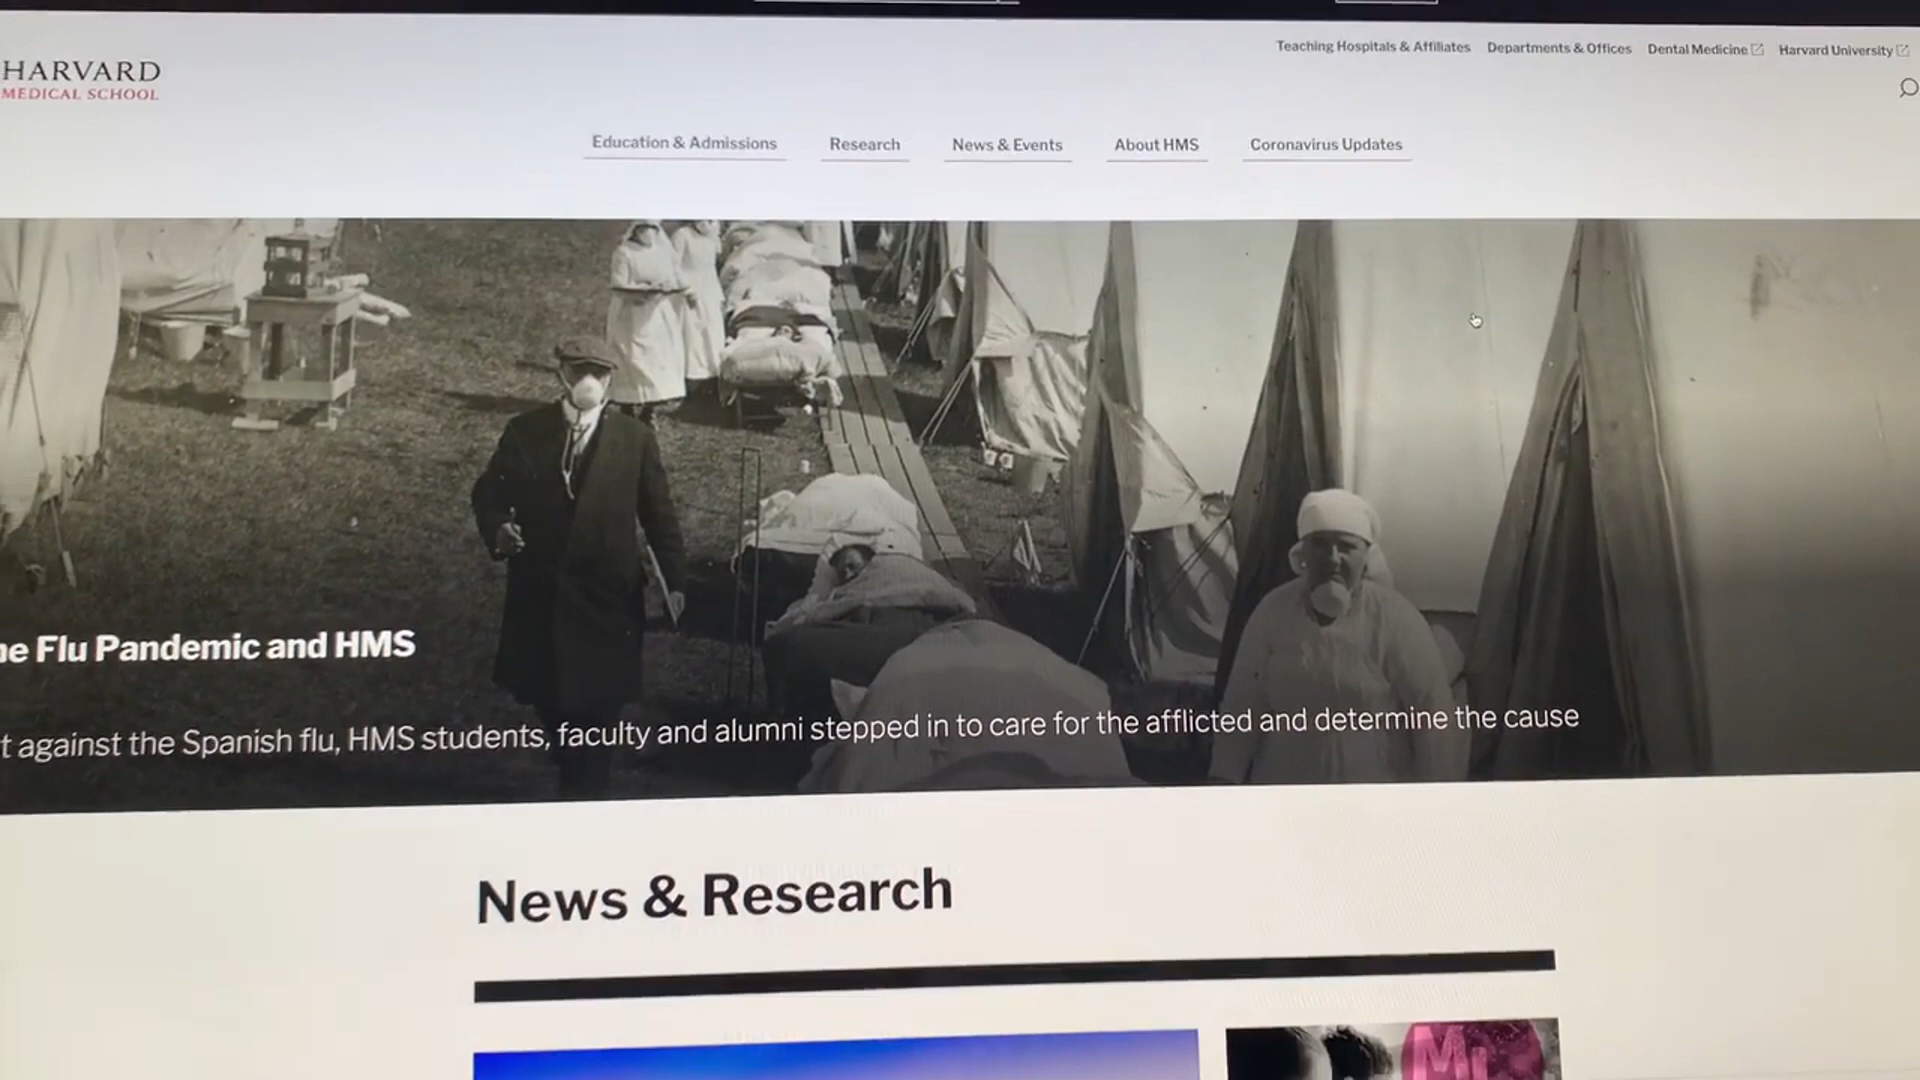 Teaching Hospitals & Affiliates Departments & Offices Dental Medicine Harvard University
HARVARD
MEDICAL SCHOOL
Education & Admissions Research News & Events About HMS Coronavirus Updates
Flu Pandemic and HMS
against the Spanish flu, HMS students, faculty and alumni stepped in to care for the afflicted and determine the cause
News & Research